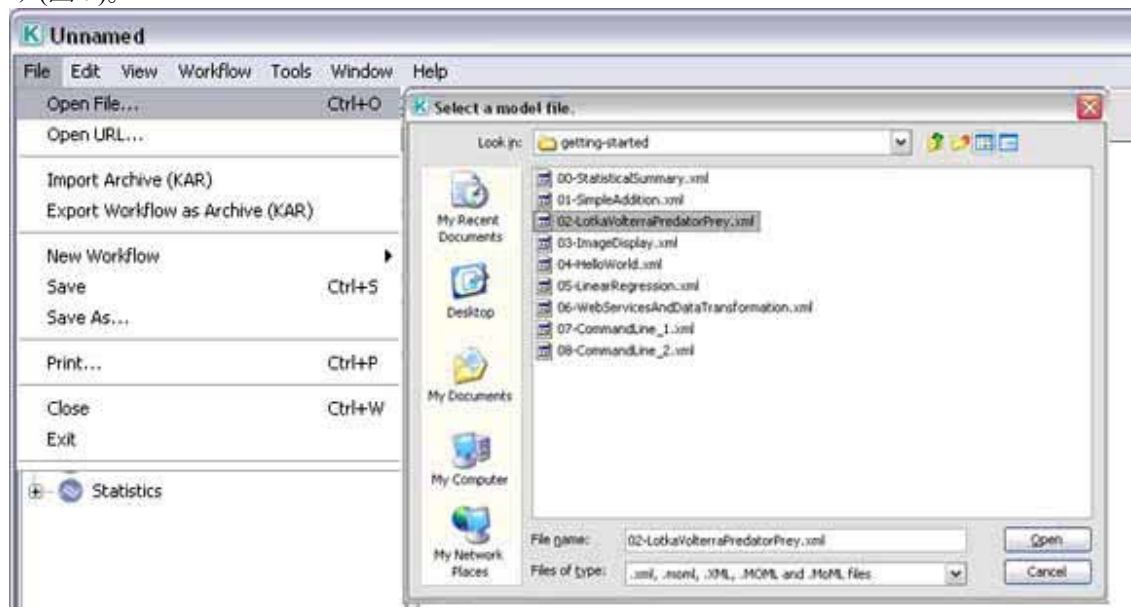 Unnamed
File Edit View Workflow Tools Window Help
Open File... Ctrl+O
Open URL...
Import Archive (KAR)
Export Workflow as Archive (KAR)
New Workflow
Save Ctrl+S
Save As...
Print... Ctrl+P
Close Ctrl+W
Exit
Statistics
Select a model file.
Look in: getting-started
My Recent Documents
Desktop
My Documents
My Computer
My Network Places
00-StatisticalSummary.xml
01-SimpleAddition.xml
02-LotkaVolterraPredatorPrey.xml
03-ImageDisplay.xml
04-HelloWorld.xml
05-LinearRegression.xml
06-WebServicesAndDataTransformation.xml
07-CommandLine_1.xml
08-CommandLine_2.xml
File name: 02-LotkaVolterraPredatorPrey.xml Open
Files of type: .xml, .moml, .XML, .MOML and .MoML files Cancel